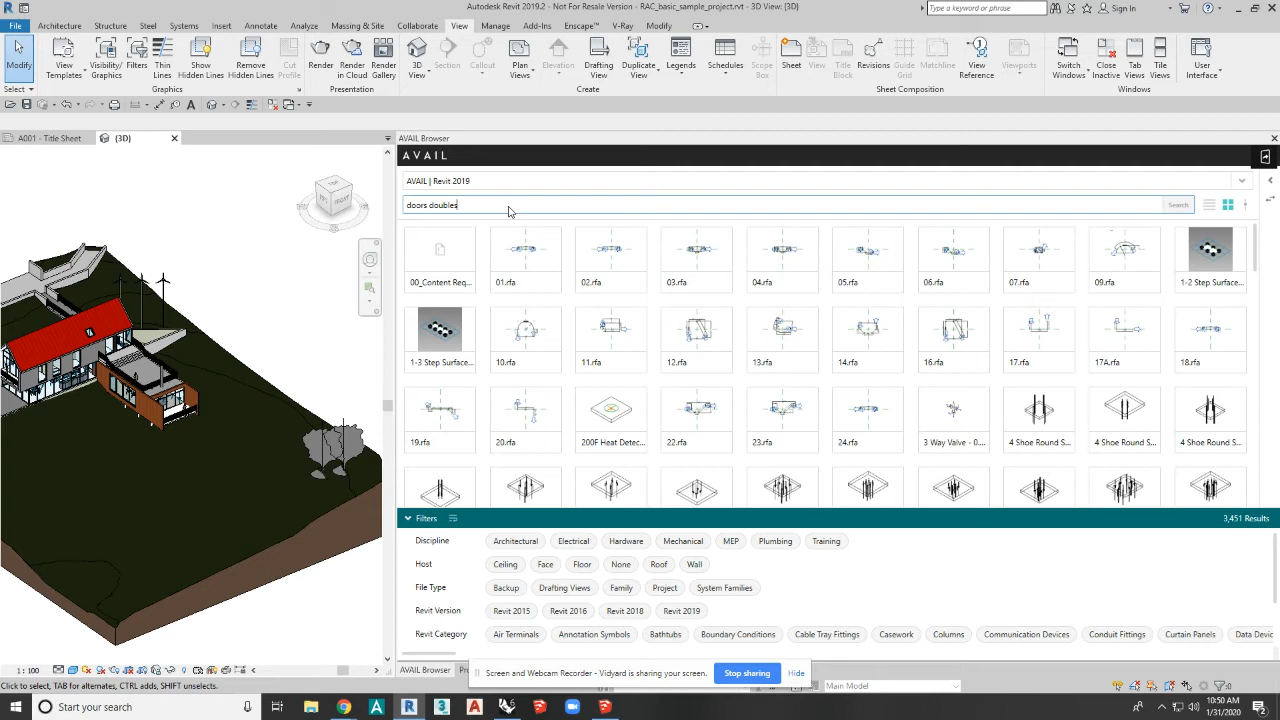 Autodesk Revit 2019.2 - Not For Resale Version - RAC_basic_sample_project.rvt - 3D View: {3D}
Type a keyword or phrase
Sign In
File Architecture Structure Steel Systems Insert Annotate Analyze Massing & Site Collaborate View Manage Add-Ins Enscape™ V-Ray Modify
Modify
View Templates
Visibility/ Graphics
Filters
Thin Lines
Show Hidden Lines
Remove Hidden Lines
Cut Profile
Render
Render in Cloud
Render Gallery
3D View
Section
Callout
Plan Views
Elevation
Drafting View
Duplicate View
Legends
Schedules
Scope Box
Sheet
View
Title Block
Revisions
Guide Grid
Matchline
View Reference
Viewports
Switch Windows
Close Inactive
Tab Views
Tile Views
User Interface
Select Graphics Presentation Create Sheet Composition Windows
A001 - Title Sheet {3D} AVAIL Browser
AVAIL
AVAIL | Revit 2019
doors doubles Search
00_Content Req... 01.rfa 02.rfa 03.rfa 04.rfa 05.rfa 06.rfa 07.rfa 09.rfa 1-2 Step Surface...
1-3 Step Surface... 10.rfa 11.rfa 12.rfa 13.rfa 14.rfa 16.rfa 17.rfa 17A.rfa 18.rfa
19.rfa 20.rfa 200F Heat Detec... 22.rfa 23.rfa 24.rfa 3 Way Valve - 0.... 4 Shoe Round S... 4 Shoe Round S... 4 Shoe Round S...
Filters 3,451 Results
Discipline Architectural Electrical Hardware Mechanical MEP Plumbing Training
Host Ceiling Face Floor None Roof Wall
File Type Backup Drafting Views Family Project System Families
Revit Version Revit 2015 Revit 2016 Revit 2018 Revit 2019
Revit Category Air Terminals Annotation Symbols Bathtubs Boundary Conditions Cable Tray Fittings Casework Columns Communication Devices Conduit Fittings Curtain Panels Data Devic
1 : 100 AVAIL Browser
Screen and Webcam Recorder - Vidyard is sharing your screen. Stop sharing Hide
Click to select, TAB for alternates, CTRL adds, SHIFT unselects. Main Model :0
Start your search 10:50 AM
1/31/2020